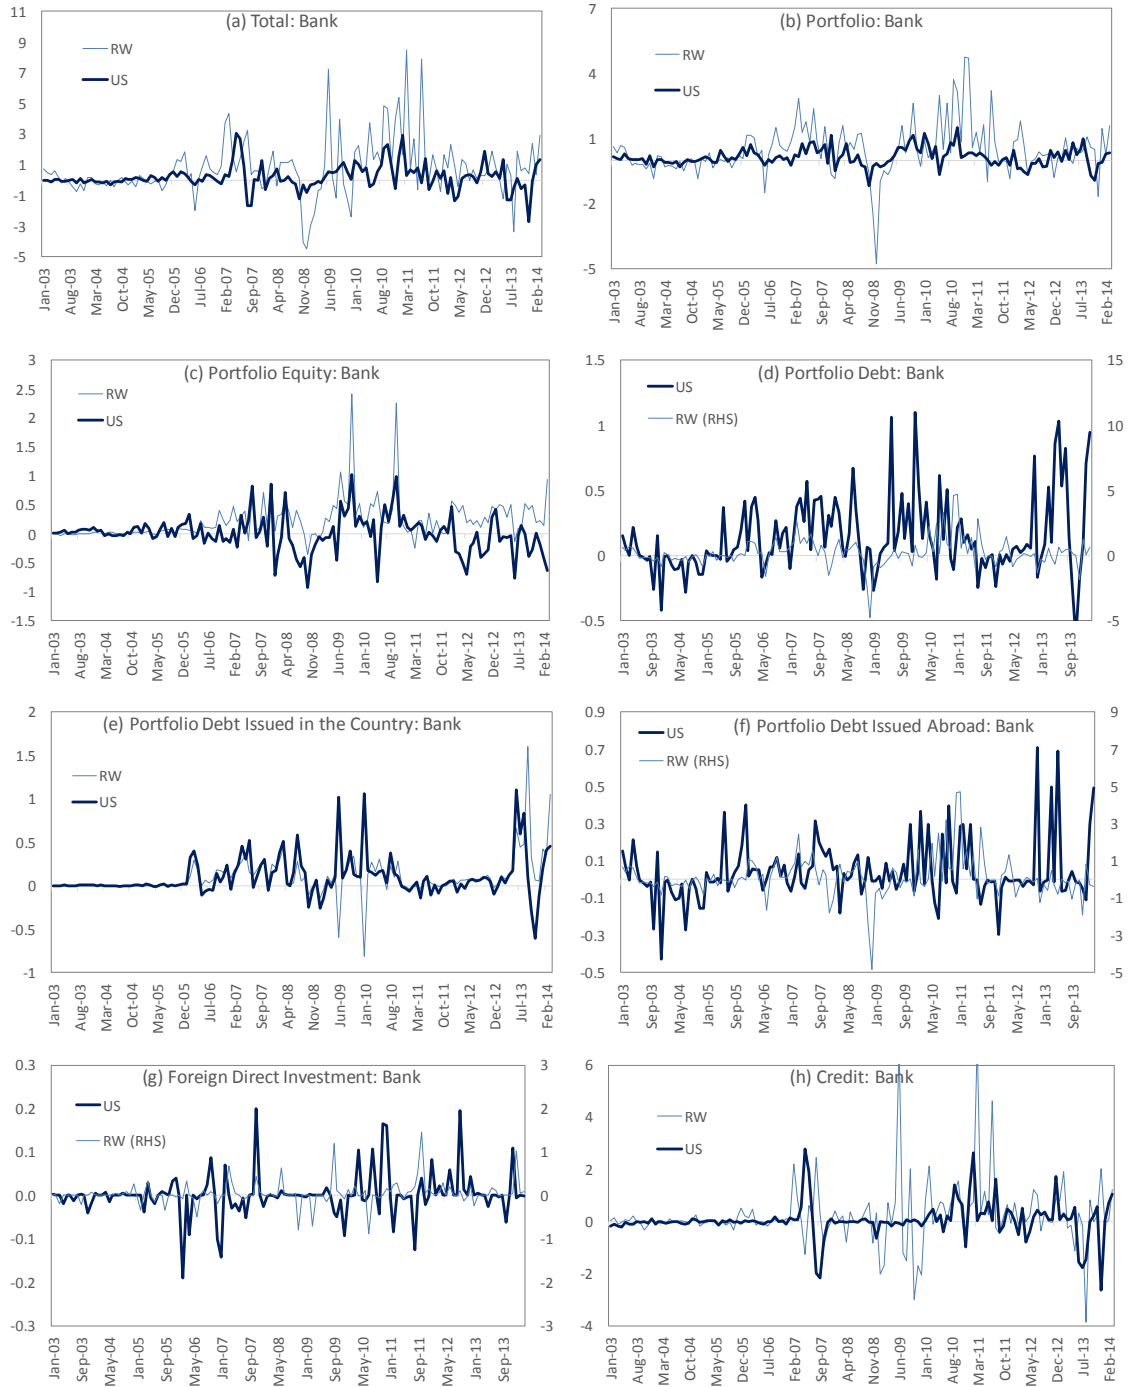 (a) Total: Bank
11
9
7
5
3
1
-1
-3
-5
RW
US
Jan-03 Aug-03 Mar-04 Oct-04 May-05 Dec-05 Jul-06 Feb-07 Sep-07 Apr-08 Nov-08 Jun-09 Jan-10 Aug-10 Mar-11 Oct-11 May-12 Dec-12 Jul-13 Feb-14
(b) Portfolio: Bank
7
4
1
-2
-5
RW
US
Jan-03 Aug-03 Mar-04 Oct-04 May-05 Dec-05 Jul-06 Feb-07 Sep-07 Apr-08 Nov-08 Jun-09 Jan-10 Aug-10 Mar-11 Oct-11 May-12 Dec-12 Jul-13 Feb-14
(c) Portfolio Equity: Bank
3
2.5
2
1.5
1
0.5
0
-0.5
-1
-1.5
RW
US
Jan-03 Aug-03 Mar-04 Oct-04 May-05 Dec-05 Jul-06 Feb-07 Sep-07 Apr-08 Nov-08 Jun-09 Jan-10 Aug-10 Mar-11 Oct-11 May-12 Dec-12 Jul-13 Feb-14
(d) Portfolio Debt: Bank
1.5
1
0.5
0
-0.5
US
RW (RHS)
15
10
5
0
-5
Jan-03 Sep-03 May-04 Jan-05 Sep-05 May-06 Jan-07 Sep-07 May-08 Jan-09 Sep-09 May-10 Jan-11 Sep-11 May-12 Jan-13 Sep-13
(e) Portfolio Debt Issued in the Country: Bank
2
1.5
1
0.5
0
-0.5
-1
RW
US
Jan-03 Aug-03 Mar-04 Oct-04 May-05 Dec-05 Jul-06 Feb-07 Sep-07 Apr-08 Nov-08 Jun-09 Jan-10 Aug-10 Mar-11 Oct-11 May-12 Dec-12 Jul-13 Feb-14
(f) Portfolio Debt Issued Abroad: Bank
0.9
0.7
0.5
0.3
0.1
-0.1
-0.3
-0.5
US
RW (RHS)
9
7
5
3
1
-1
-3
-5
Jan-03 Sep-03 May-04 Jan-05 Sep-05 May-06 Jan-07 Sep-07 May-08 Jan-09 Sep-09 May-10 Jan-11 Sep-11 May-12 Jan-13 Sep-13
(g) Foreign Direct Investment: Bank
0.3
0.2
0.1
0.0
-0.1
-0.2
-0.3
US
RW (RHS)
3
2
1
0
-1
-2
-3
Jan-03 Sep-03 May-04 Jan-05 Sep-05 May-06 Jan-07 Sep-07 May-08 Jan-09 Sep-09 May-10 Jan-11 Sep-11 May-12 Jan-13 Sep-13
(h) Credit: Bank
6
4
2
0
-2
-4
RW
US
Jan-03 Aug-03 Mar-04 Oct-04 May-05 Dec-05 Jul-06 Feb-07 Sep-07 Apr-08 Nov-08 Jun-09 Jan-10 Aug-10 Mar-11 Oct-11 May-12 Dec-12 Jul-13 Feb-14